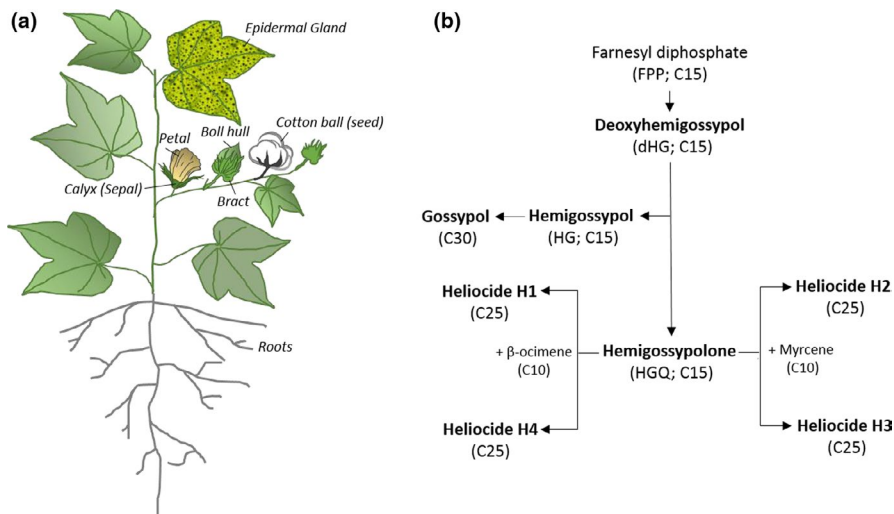 (a)
Epidermal Gland
Cotton ball (seed)
Boll hull
Petal
Calyx (Sepal)
Bract
Roots
(b)
Farnesyl diphosphate
(FPP; C15)
Deoxyhemigossypol
(dHG; C15)
Gossypol
(C30)
Hemigossypol
(HG; C15)
Heliocide H1
(C25)
Heliocide H2
(C25)
+ β-ocimene
(C10)
Hemigossypolone
(HGQ; C15)
+ Myrcene
(C10)
Heliocide H4
(C25)
Heliocide H3
(C25)